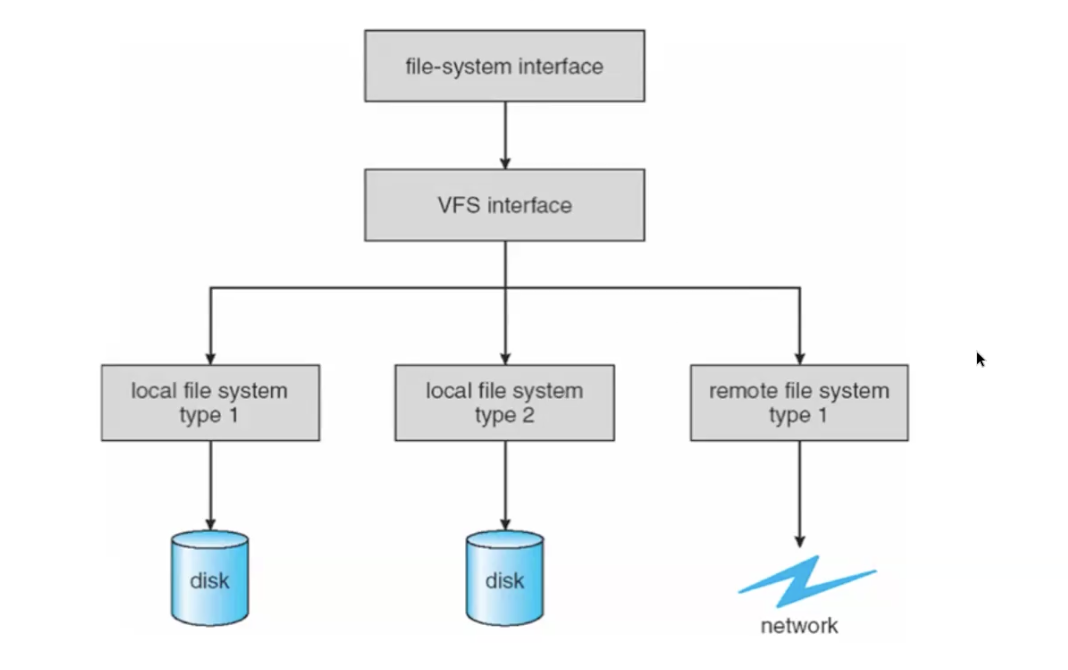 file-system interface
VFS interface
local file system
type 1
local file system
type 2
remote file system
type 1
disk
disk
network